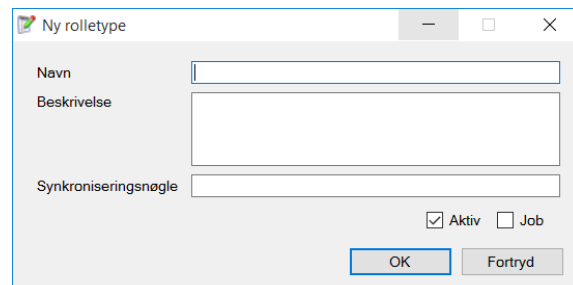 Ny rolletype
Navn
Beskrivelse
Synkroniseringsnøgle
Aktiv Job
OK Fortryd